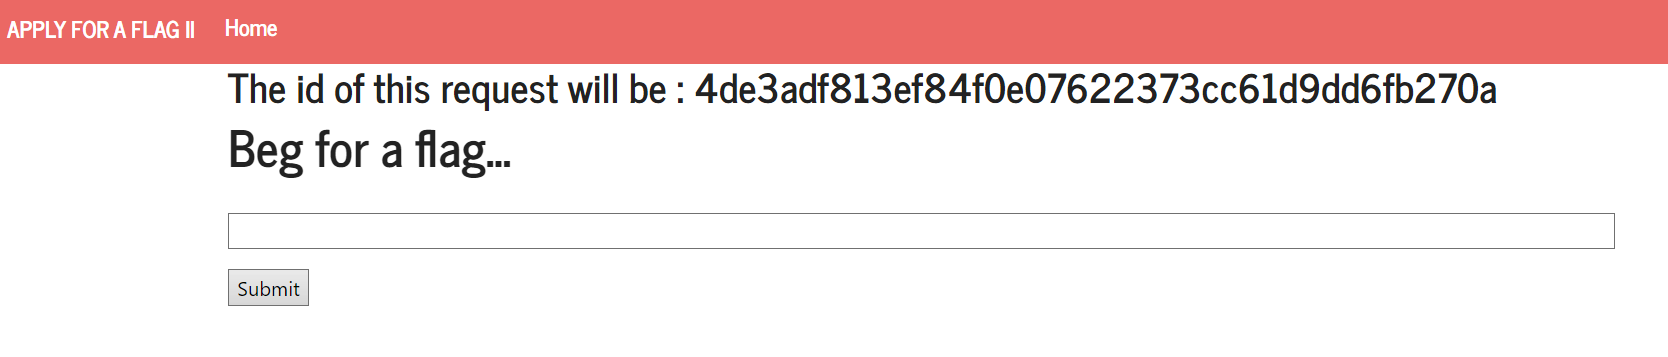 APPLY FOR A FLAG II Home
The id of this request will be : 4de3adf813ef84f0e07622373cc61d9dd6fb270a
Beg for a flag...
Submit